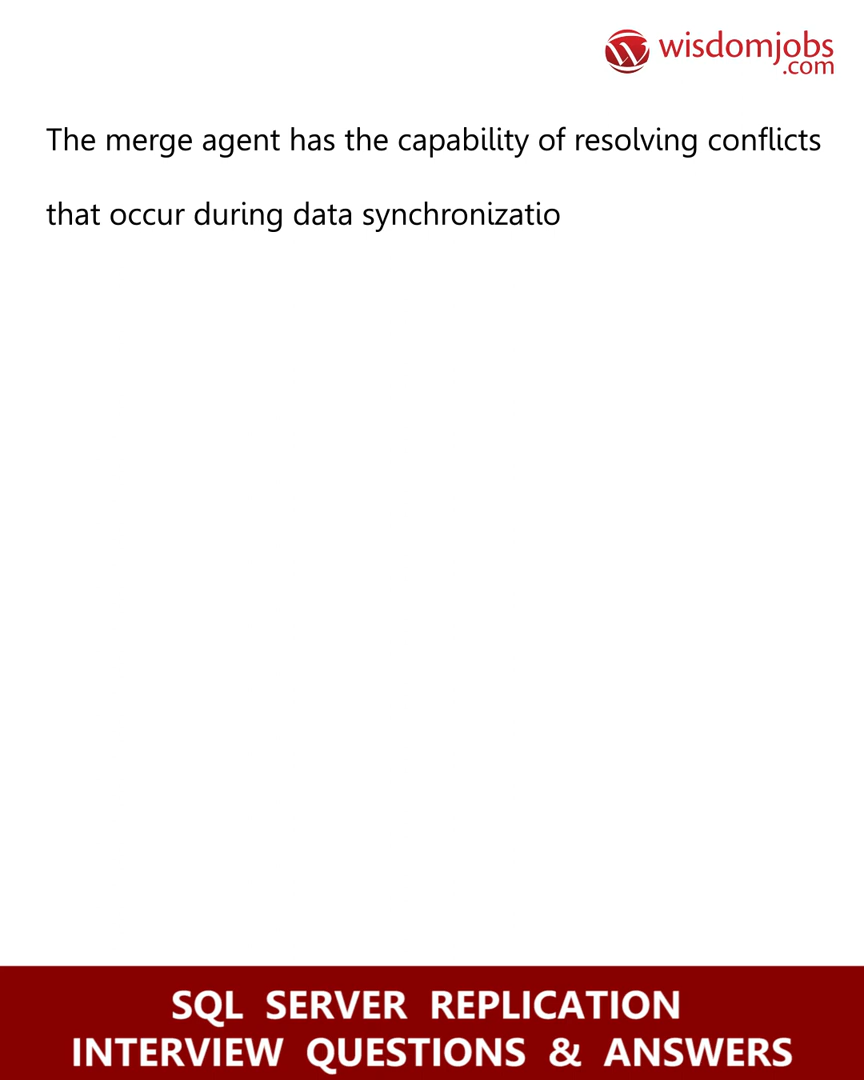 wisdomjobs
.com
The merge agent has the capability of resolving conflicts
that occur during data synchronizatio
SQL SERVER REPLICATION
INTERVIEW QUESTIONS & ANSWERS